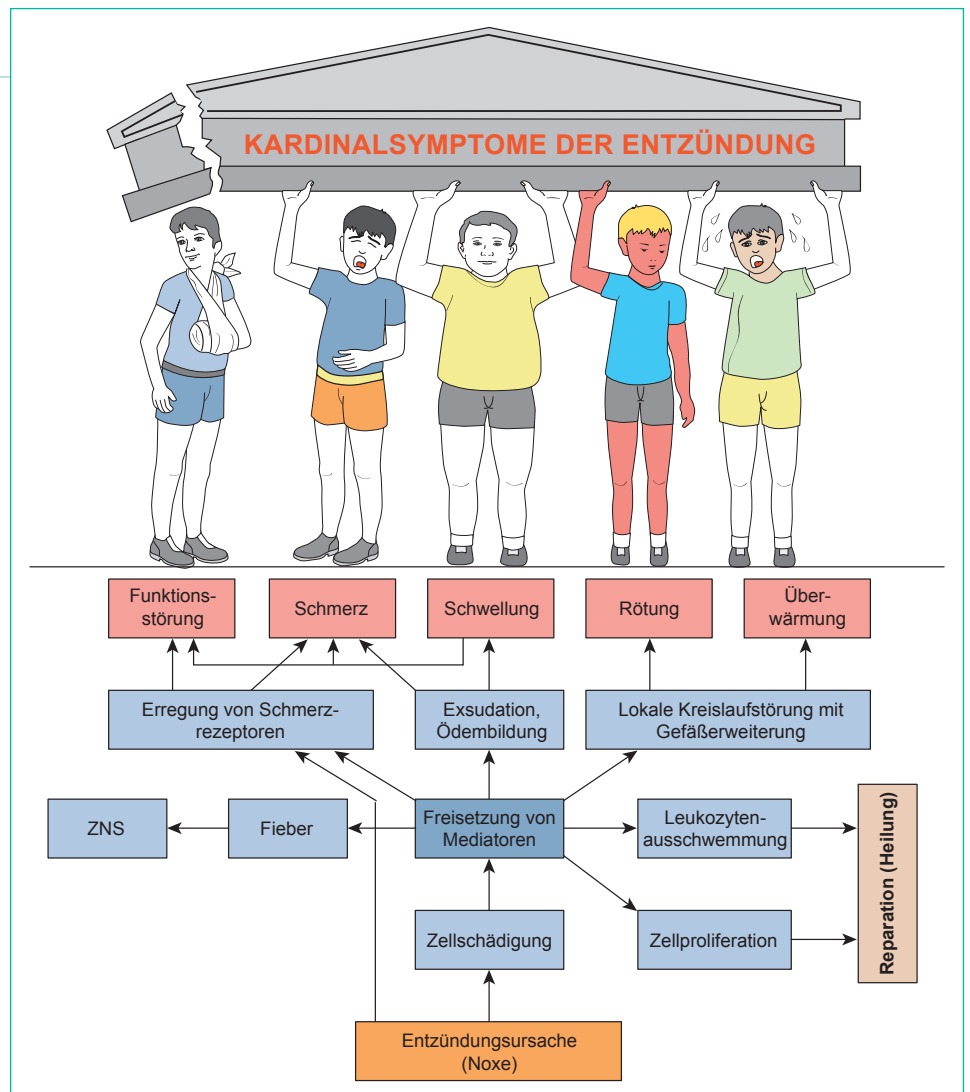 KARDINALSYMPTOME DER ENTZÜNDUNG
Funktions-
störung
Schmerz
Schwellung
Rötung
Über-
wärmung
Erregung von Schmerz-
rezeptoren
Exsudation,
Ödembildung
Lokale Kreislaufstörung mit
Gefäßerweiterung
ZNS
Fieber
Freisetzung von
Mediatoren
Leukozyten-
ausschwemmung
Reparation (Heilung)
Zellschädigung
Zellproliferation
Entzündungsursache
(Noxe)